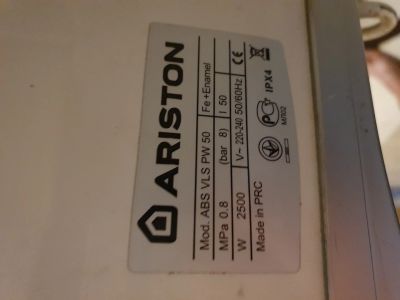 ARISTON
Mod. ABS VLS PW 50 Fe+Enamel
MPa 0.8 (bar 8) l 50
W 2500 V~ 220-240 50/60Hz
Made in PRC
IPX4
МЛ02